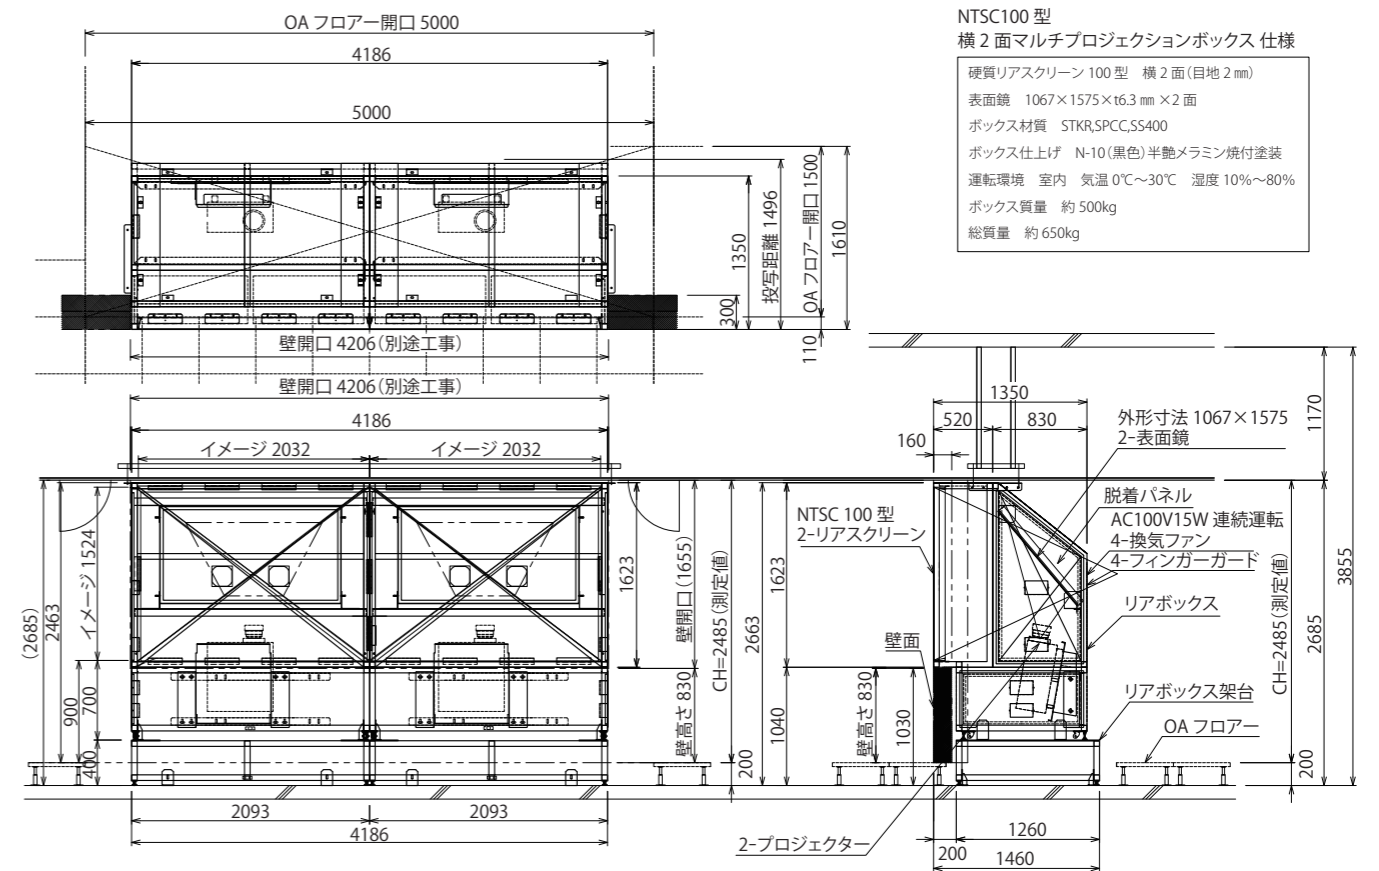 OA フロアー開口 5000
4186
5000
1350
投写距離 1496
OA フロアー開口 1500
1610
300
110
壁開口 4206(別途工事)
NTSC100 型
横 2 面マルチプロジェクションボックス 仕様
硬質リアスクリーン 100 型　横 2 面(目地 2 ㎜)
表面鏡　1067×1575×t6.3 ㎜ ×2 面
ボックス材質　STKR,SPCC,SS400
ボックス仕上げ　N-10(黒色)半艶メラミン焼付塗装
運転環境　室内　気温 0℃〜30℃　湿度 10%〜80%
ボックス質量　約 500kg
総質量　約 650kg
壁開口 4206(別途工事)
4186
イメージ 2032
イメージ 2032
(2685)
2463
イメージ 1524
900
700
400
1623
壁開口(1655)
壁高さ 830
CH=2485(測定値)
200
2663
1623
1040
2093
2093
4186
1350
520
830
160
NTSC 100 型
2-リアスクリーン
壁面
壁高さ 830
1030
外形寸法 1067×1575
2-表面鏡
脱着パネル
AC100V15W 連続運転
4-換気ファン
4-フィンガーガード
リアボックス
リアボックス架台
OA フロアー
2-プロジェクター
1260
200
1460
CH=2485(測定値)
200
1170
2685
3855